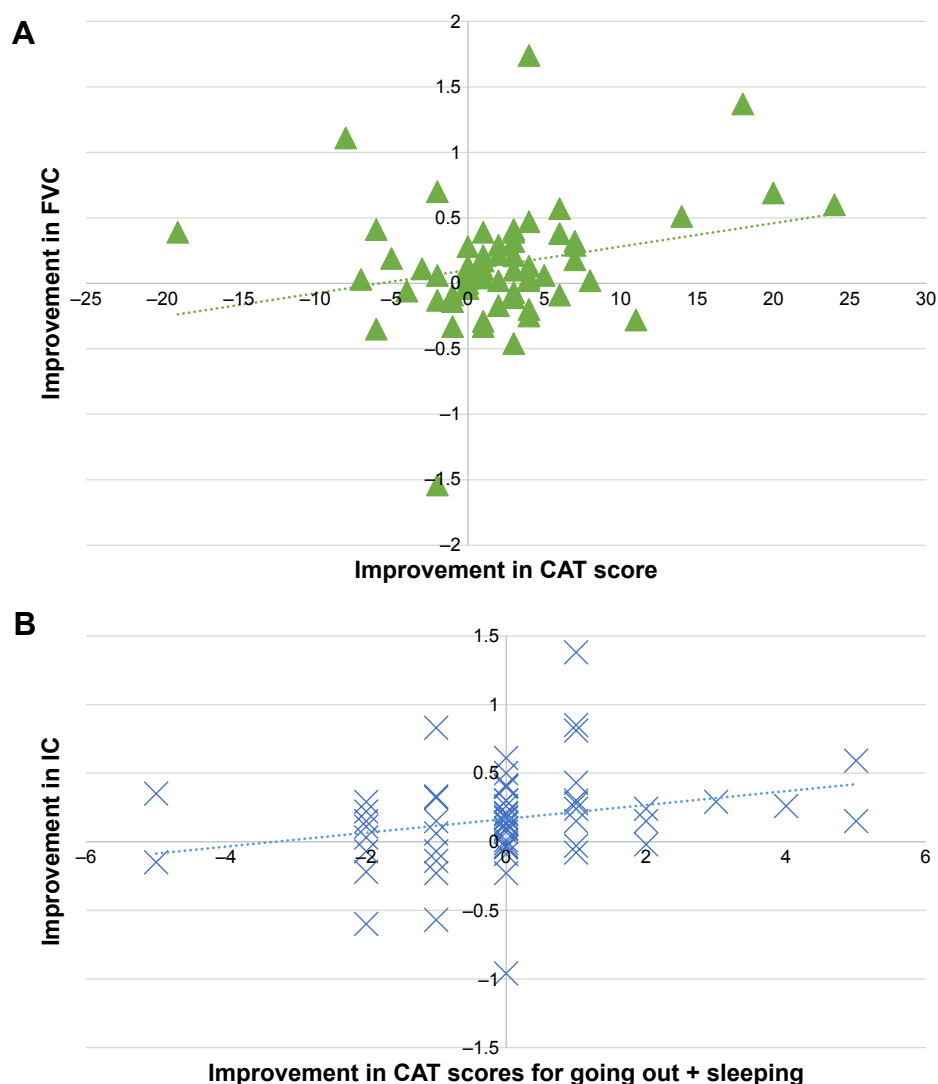 A
2
1.5
1
0.5
0
–0.5
–1
–1.5
–2
–25 –20 –15 –10 –5 0 5 10 15 20 25 30
Improvement in FVC
Improvement in CAT score
B
1.5
1
0.5
0
–0.5
–1
–1.5
–6 –4 –2 0 2 4 6
Improvement in IC
Improvement in CAT scores for going out + sleeping